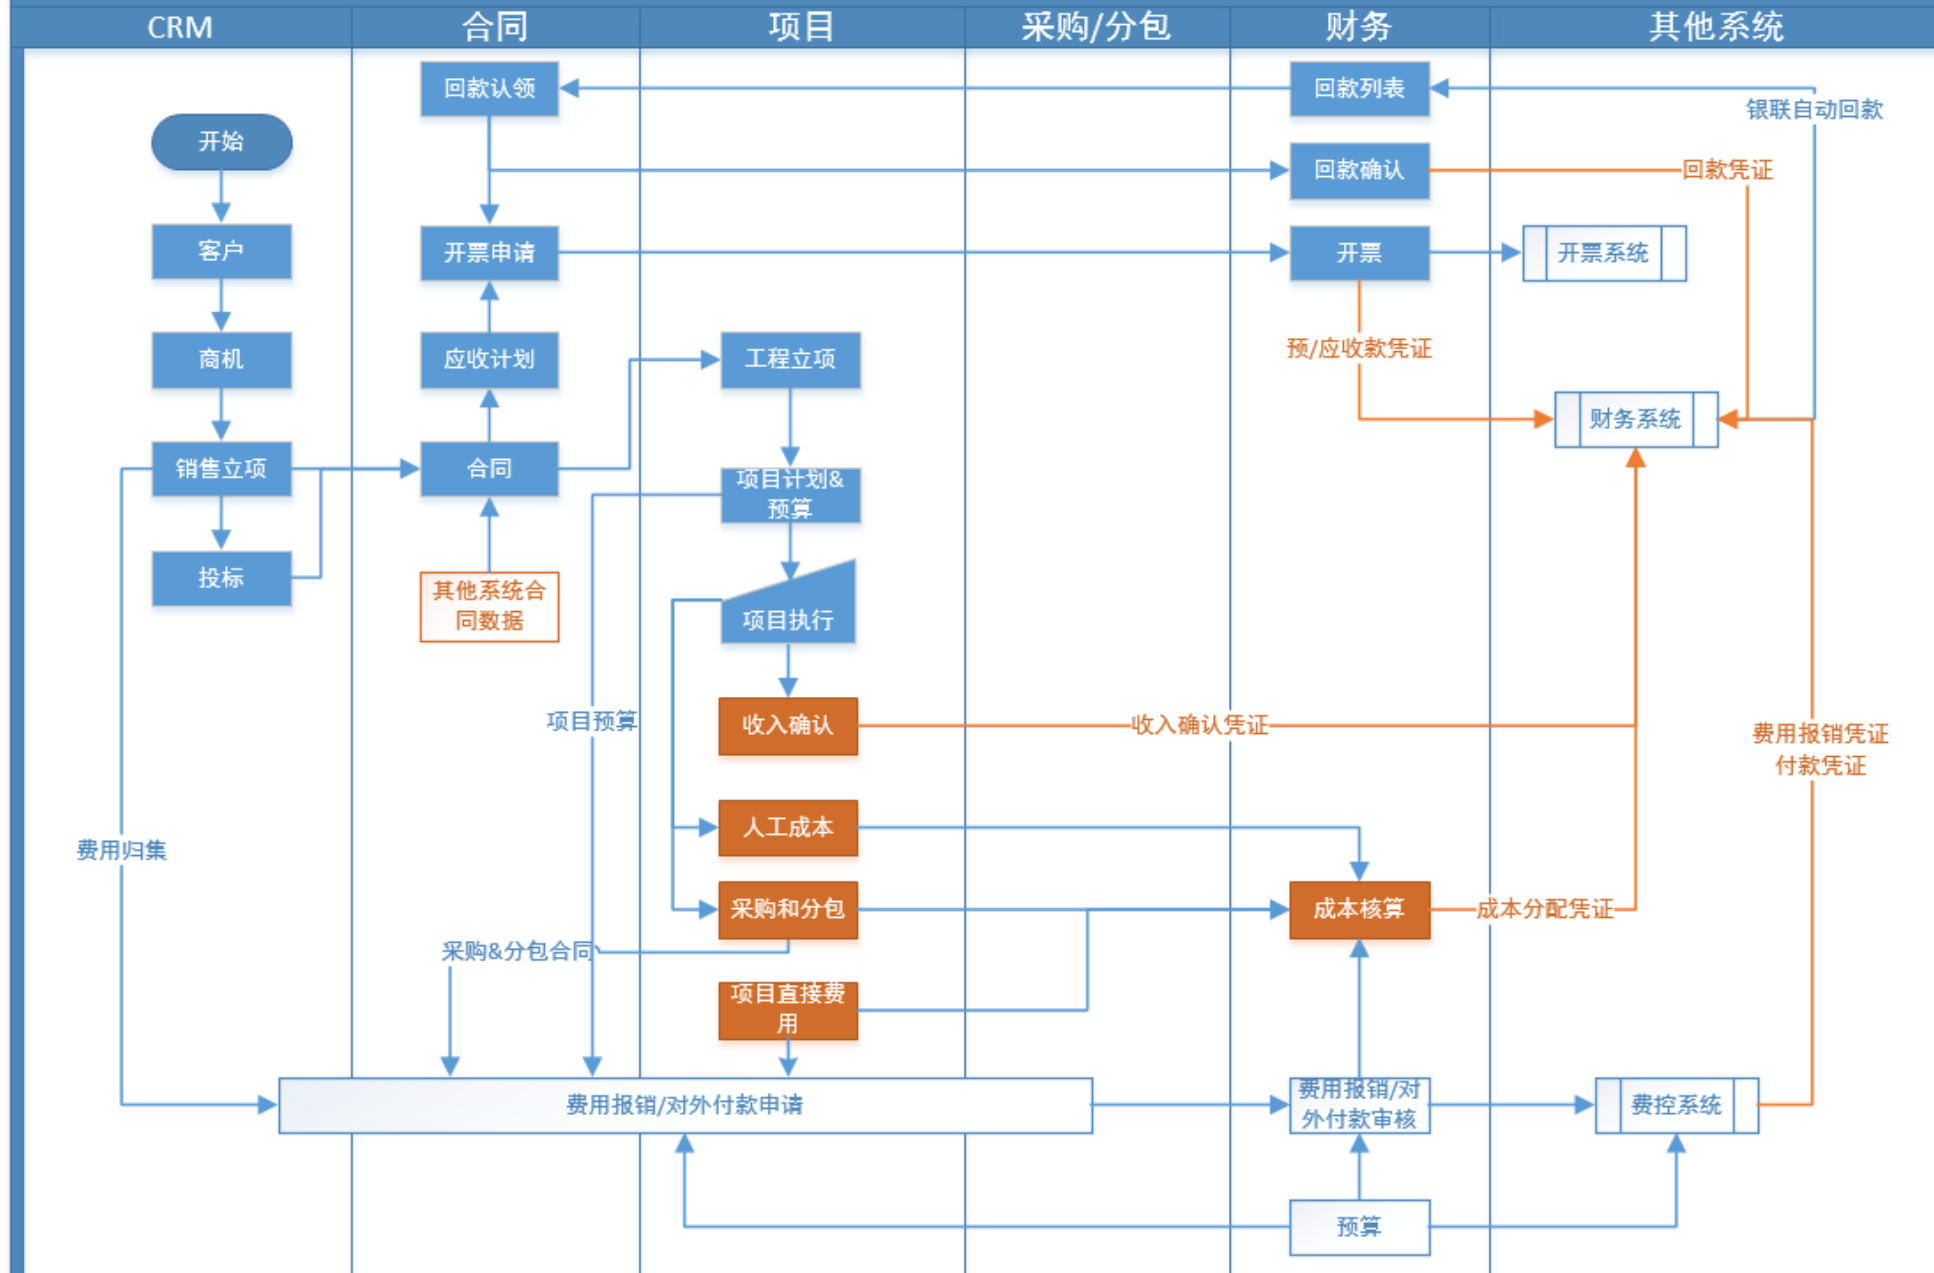 CRM
合同
项目
采购/分包
财务
其他系统
回款认领
回款列表
银联自动回款
开始
回款确认
回款凭证
客户
开票申请
开票
开票系统
商机
应收计划
工程立项
预/应收款凭证
财务系统
销售立项
合同
项目计划&
预算
投标
其他系统合
同数据
项目执行
项目预算
收入确认
收入确认凭证
费用报销凭证
付款凭证
人工成本
费用归集
采购和分包
成本核算
成本分配凭证
采购&分包合同
项目直接费
用
费用报销/对外付款申请
费用报销/对
外付款审核
费控系统
预算